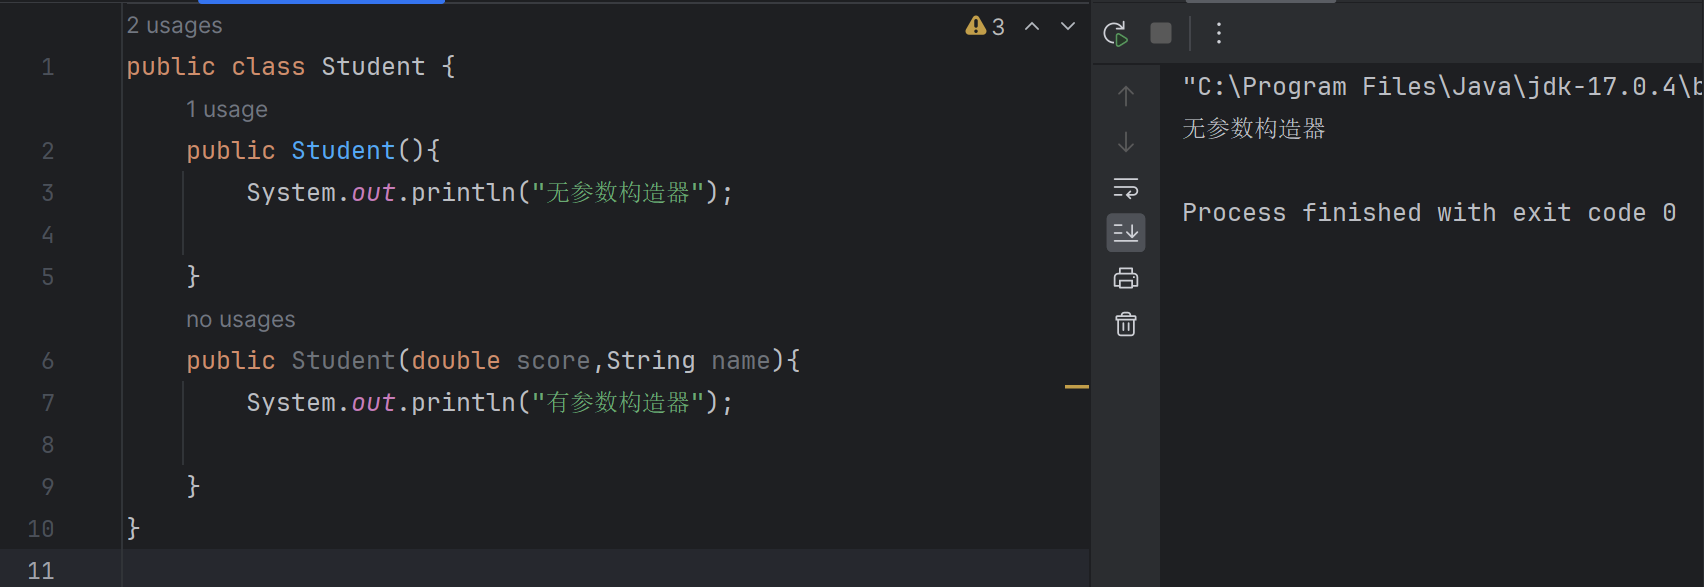 2 usages
3
1 public class Student {
1 usage
2 public Student(){
3 System.out.println("无参数构造器");
4
5 }
no usages
6 public Student(double score,String name){
7 System.out.println("有参数构造器");
8
9 }
10 }
11
"C:\Program Files\Java\jdk-17.0.4\b
无参数构造器
Process finished with exit code 0